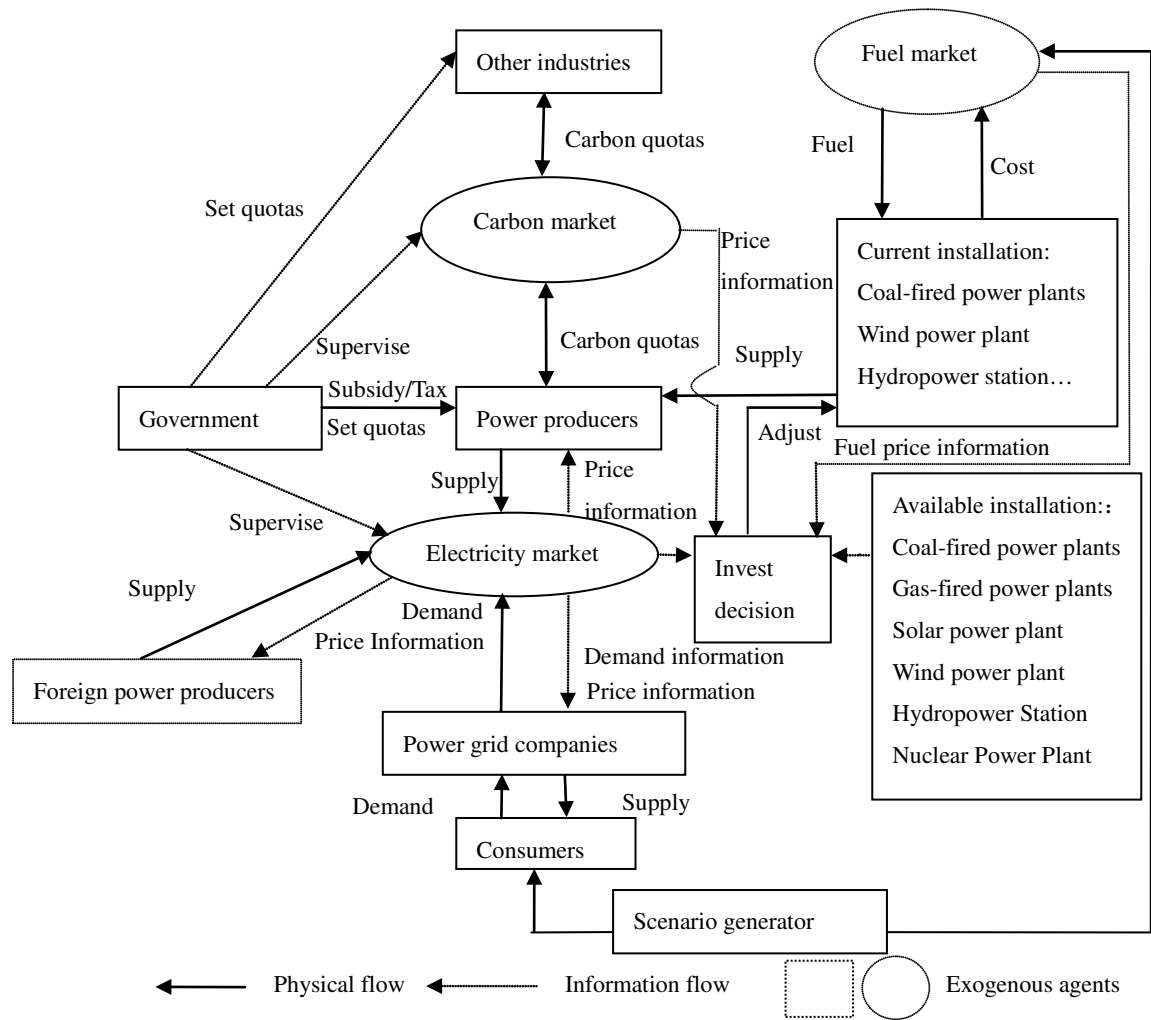 Other industries
Fuel market
Carbon quotas
Fuel
Cost
Set quotas
Carbon market
Price
information
Current installation:
Coal-fired power plants
Wind power plant
Hydropower station…
Supervise
Carbon quotas
Supply
Government
Subsidy/Tax
Set quotas
Power producers
Adjust
Fuel price information
Supply
Price
information
Supervise
Electricity market
Invest
decision
Available installation:：
Coal-fired power plants
Gas-fired power plants
Solar power plant
Wind power plant
Hydropower Station
Nuclear Power Plant
Supply
Demand
Price Information
Foreign power producers
Demand information
Price information
Power grid companies
Demand
Supply
Consumers
Scenario generator
Physical flow
Information flow
Exogenous agents